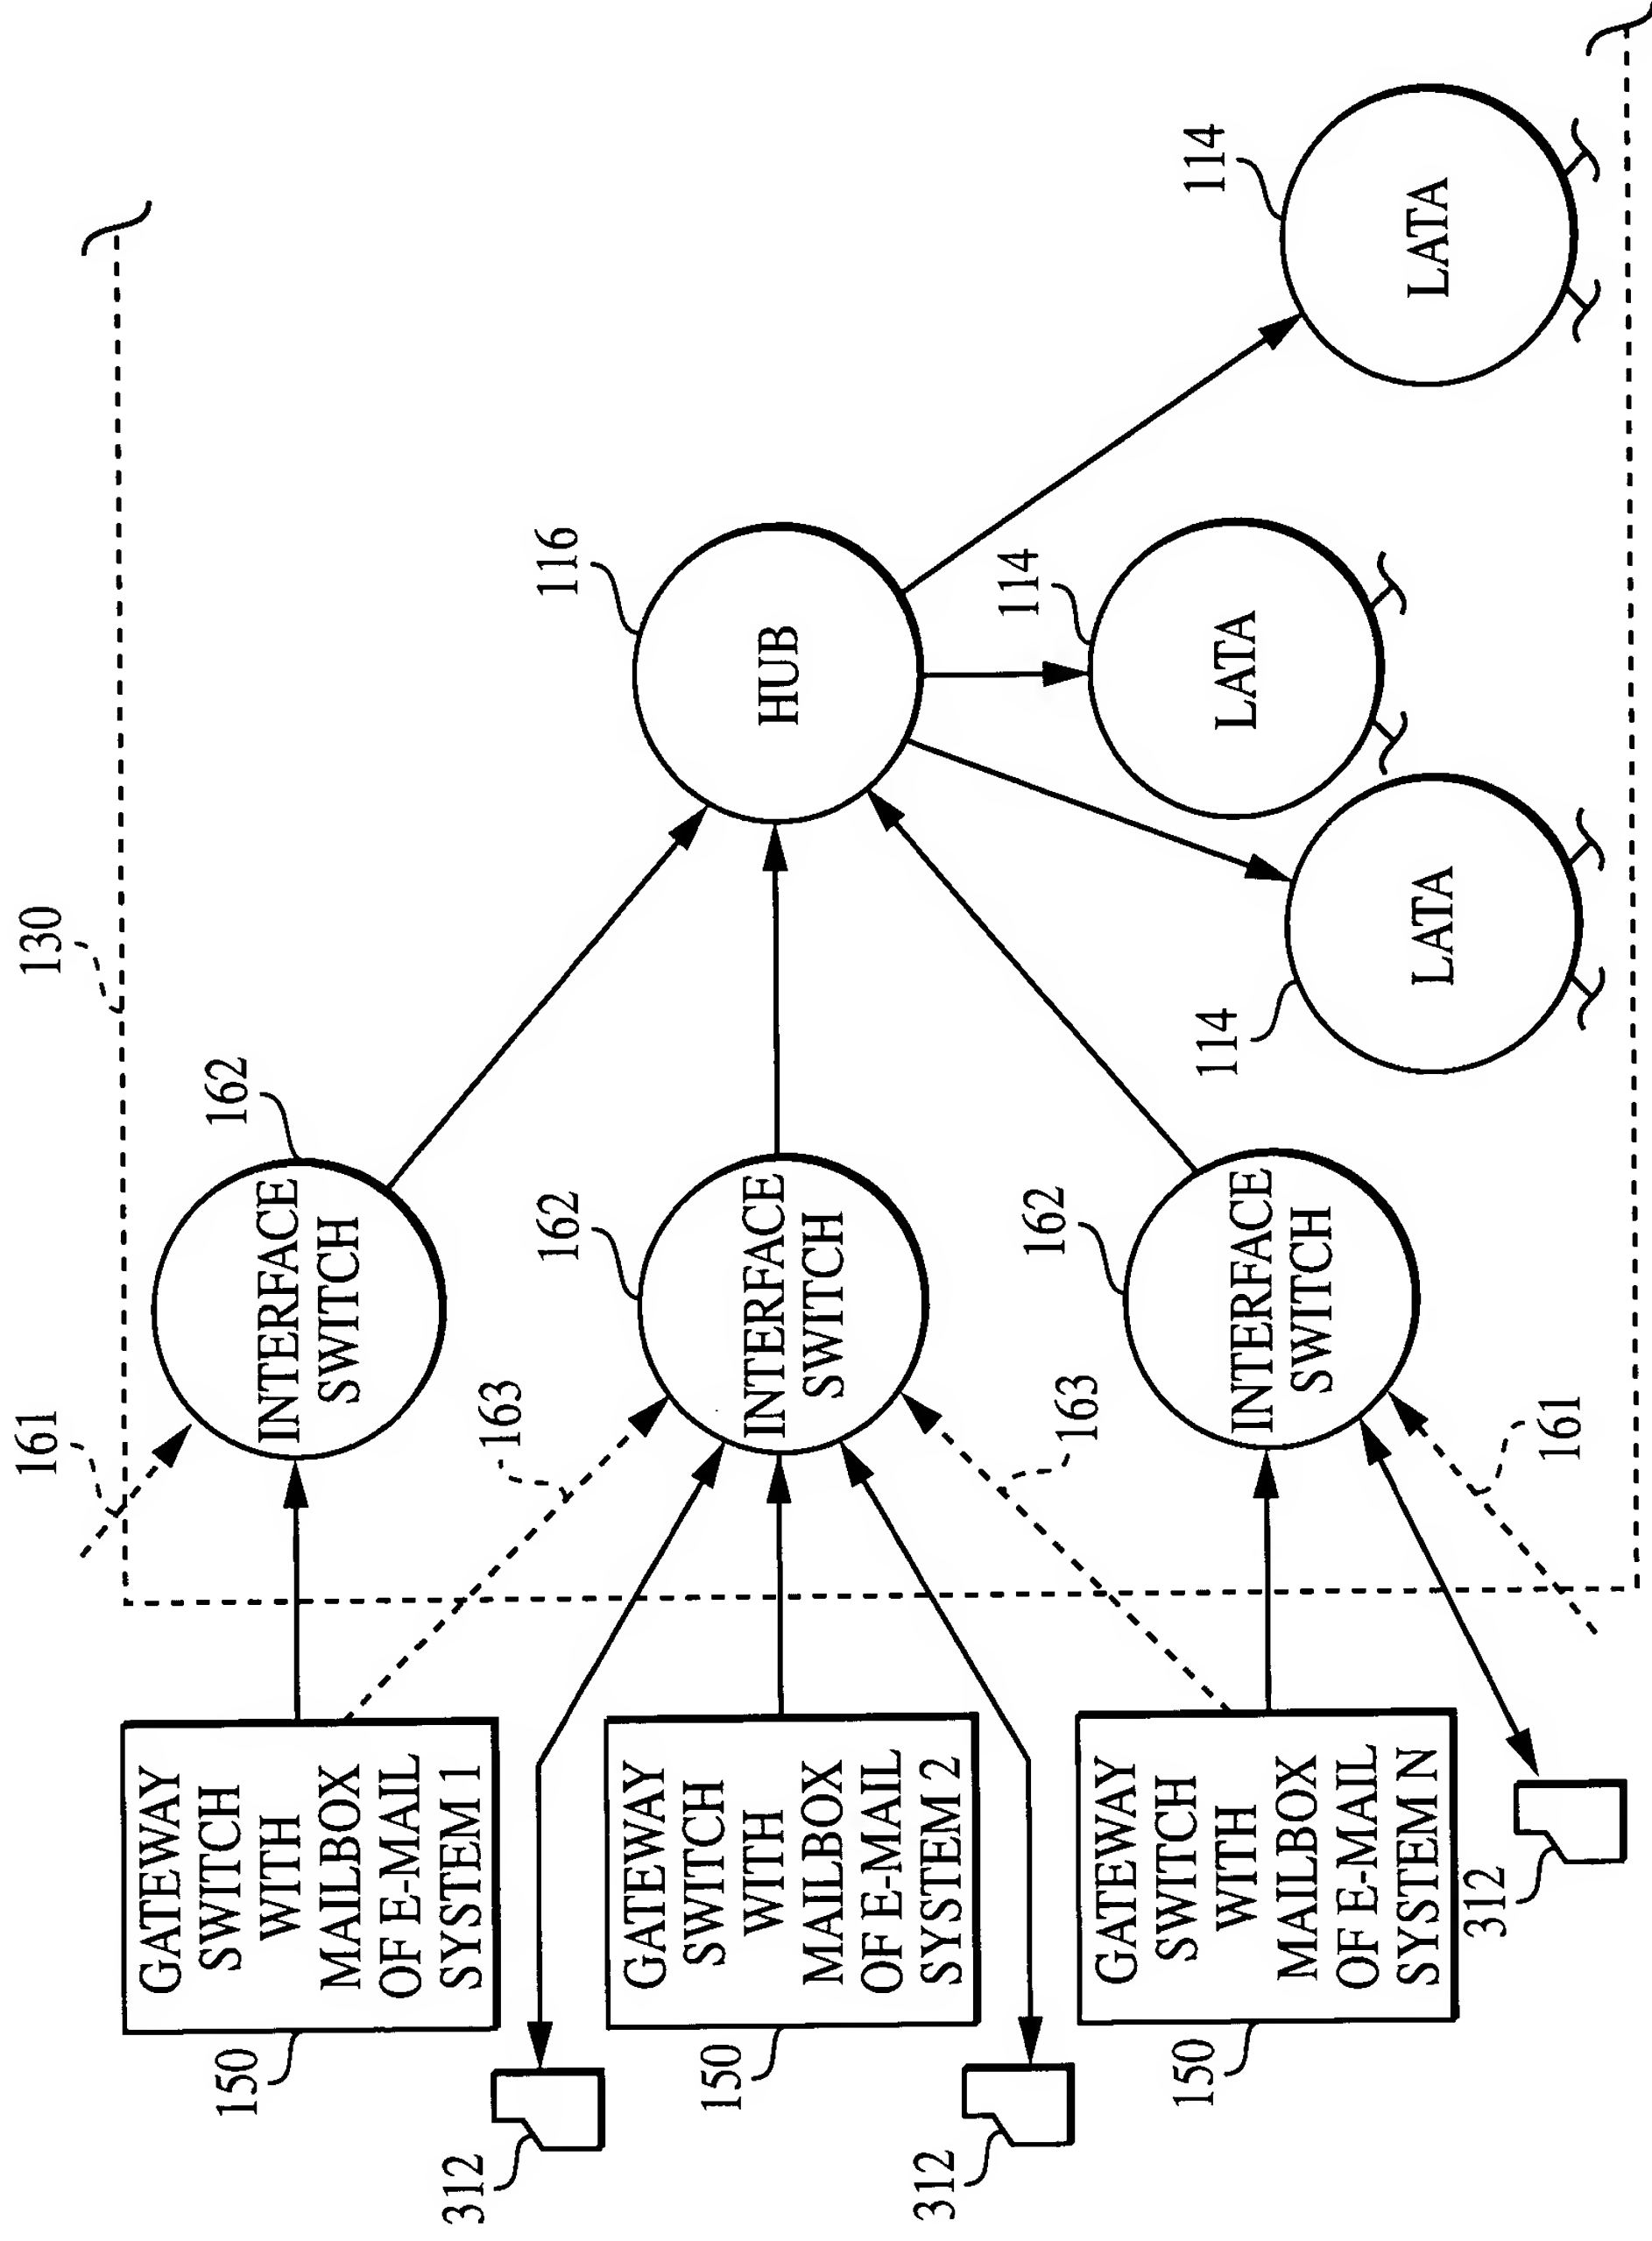 130
161
162
INTERFACE
SWITCH
GATEWAY
SWITCH
WITH
MAILBOX
OF E-MAIL
SYSTEM 1
150
163
312
116
HUB
162
INTERFACE
SWITCH
GATEWAY
SWITCH
WITH
MAILBOX
OF E-MAIL
SYSTEM 2
150
312
163
162
INTERFACE
SWITCH
GATEWAY
SWITCH
WITH
MAILBOX
OF E-MAIL
SYSTEM N
150
312
161
114
LATA
114
LATA
114
LATA